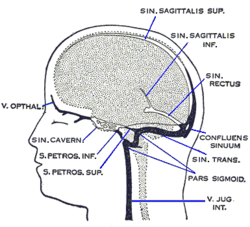 SIN. SAGITTALIS SUP.
SIN. SAGITTALIS
INF.
SIN.
RECTUS
V. OPTHAL.
CONFLUENS
SINUUM
SIN. CAVERN.
SIN. TRANS.
S. PETROS. INF.
S. PETROS. SUP.
PARS SIGMOID.
V. JUG.
INT.